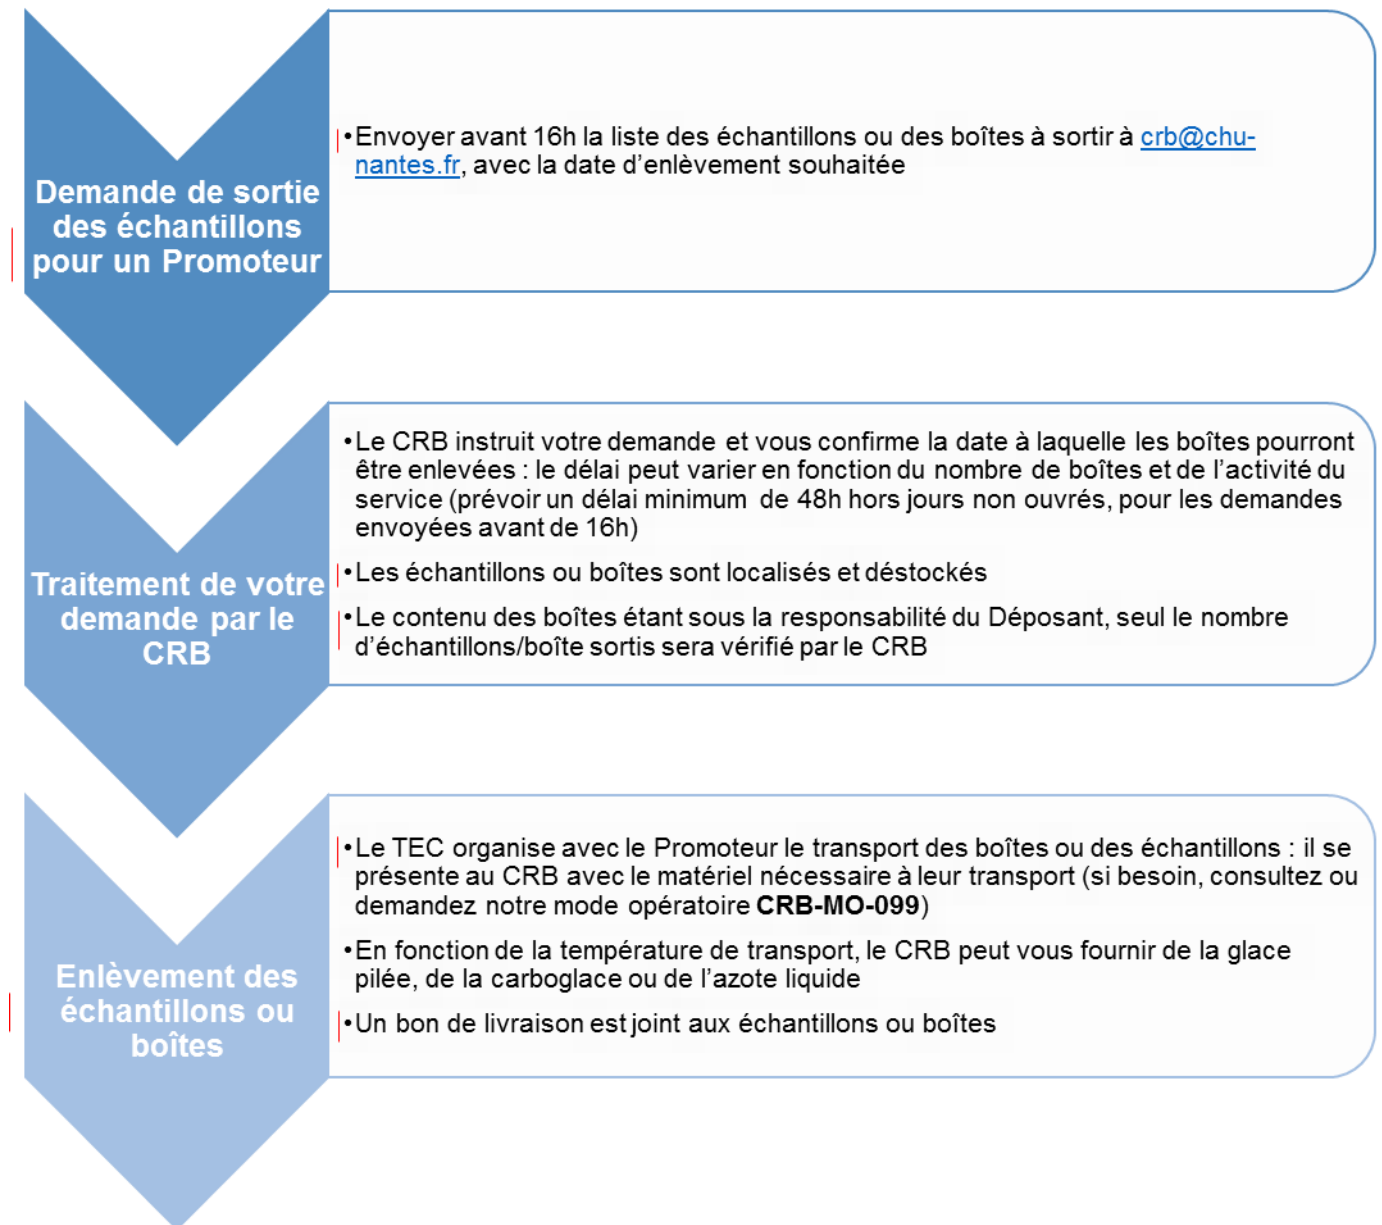 Demande de sortie
des échantillons
pour un Promoteur
•Envoyer avant 16h la liste des échantillons ou des boîtes à sortir à crb@chu-
nantes.fr, avec la date d’enlèvement souhaitée
Traitement de votre
demande par le
CRB
•Le CRB instruit votre demande et vous confirme la date à laquelle les boîtes pourront
être enlevées : le délai peut varier en fonction du nombre de boîtes et de l’activité du
service (prévoir un délai minimum de 48h hors jours non ouvrés, pour les demandes
envoyées avant de 16h)
•Les échantillons ou boîtes sont localisés et déstockés
•Le contenu des boîtes étant sous la responsabilité du Déposant, seul le nombre
d’échantillons/boîte sortis sera vérifié par le CRB
Enlèvement des
échantillons ou
boîtes
•Le TEC organise avec le Promoteur le transport des boîtes ou des échantillons : il se
présente au CRB avec le matériel nécessaire à leur transport (si besoin, consultez ou
demandez notre mode opératoire CRB-MO-099)
•En fonction de la température de transport, le CRB peut vous fournir de la glace
pilée, de la carboglace ou de l’azote liquide
•Un bon de livraison est joint aux échantillons ou boîtes